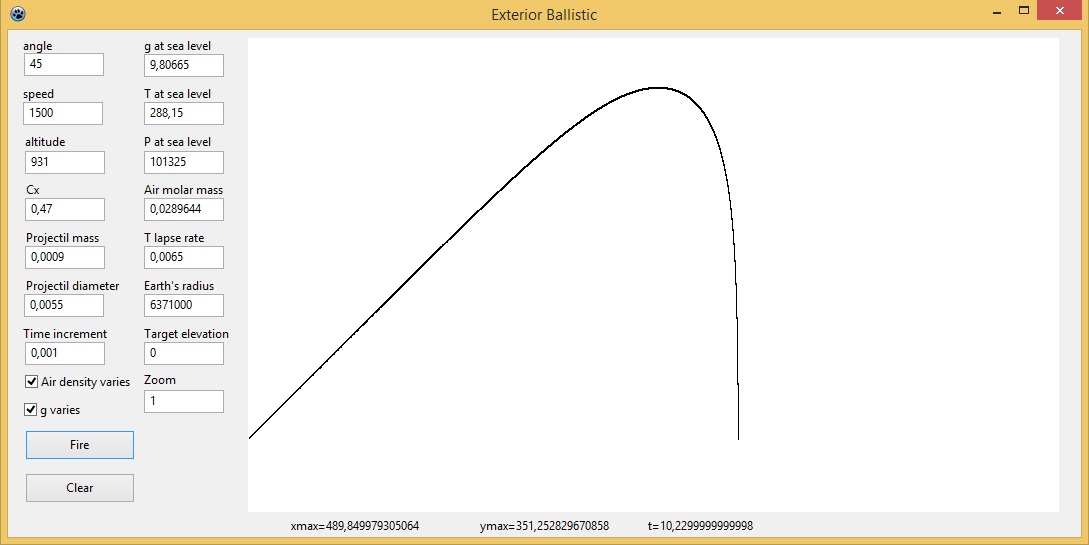 Exterior Ballistic
angle
45
g at sea level
9,80665
speed
1500
T at sea level
288,15
altitude
931
P at sea level
101325
Cx
0,47
Air molar mass
0,0289644
Projectil mass
0,0009
T lapse rate
0,0065
Projectil diameter
0,0055
Earth's radius
6371000
Time increment
0,001
Target elevation
0
Air density varies
Zoom
1
g varies
Fire
Clear
xmax=489,849979305064 ymax=351,252829670858 t=10,2299999999998